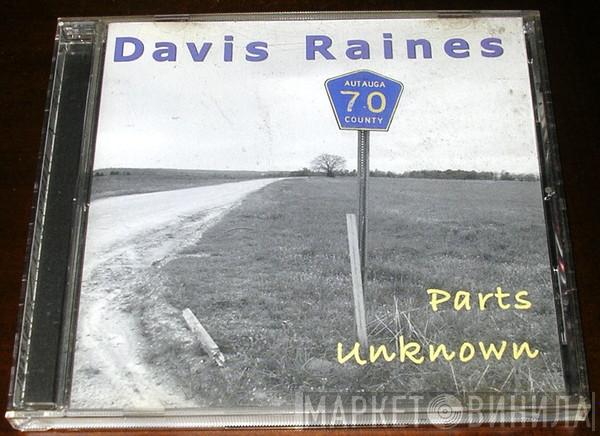 Davis Raines
AUTAUGA
70
COUNTY
Parts
Unknown
МАРКЕТ ВИНИЛА